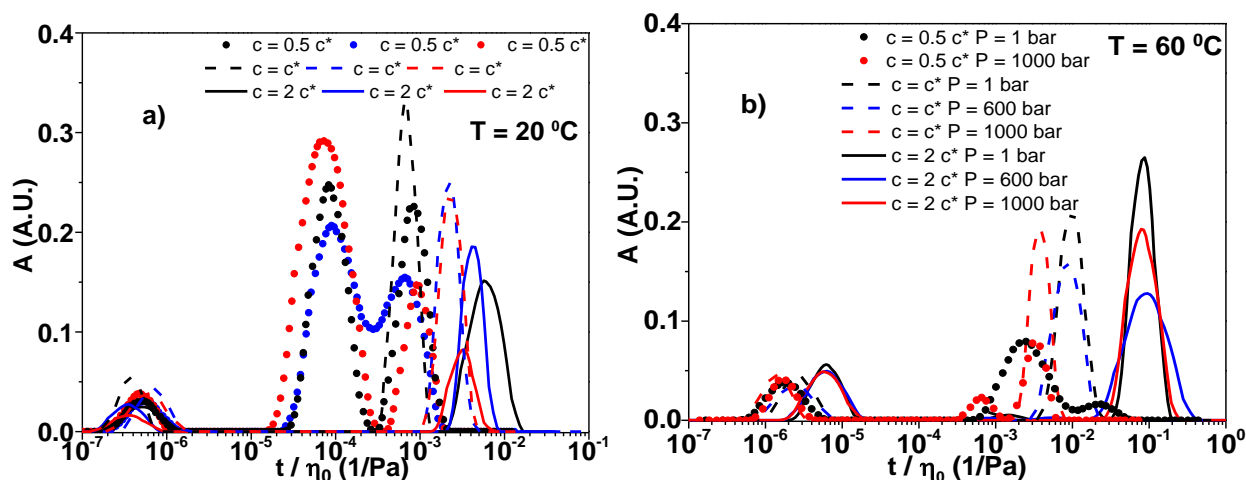 c = 0.5 c* c = 0.5 c* c = 0.5 c*
c = c* c = c* c = c*
c = 2 c* c = 2 c* c = 2 c*
a)
T = 20 ⁰C
0.4
0.3
0.2
0.1
0.0
A (A.U.)
10⁻⁷ 10⁻⁶ 10⁻⁵ 10⁻⁴ 10⁻³ 10⁻² 10⁻¹
t / η₀ (1/Pa)
c = 0.5 c* P = 1 bar
c = 0.5 c* P = 1000 bar
c = c* P = 1 bar
c = c* P = 600 bar
c = c* P = 1000 bar
c = 2 c* P = 1 bar
c = 2 c* P = 600 bar
c = 2 c* P = 1000 bar
T = 60 ⁰C
b)
0.4
0.3
0.2
0.1
0.0
A (A.U.)
10⁻⁷ 10⁻⁶ 10⁻⁵ 10⁻⁴ 10⁻³ 10⁻² 10⁻¹ 10⁰
t / η₀ (1/Pa)